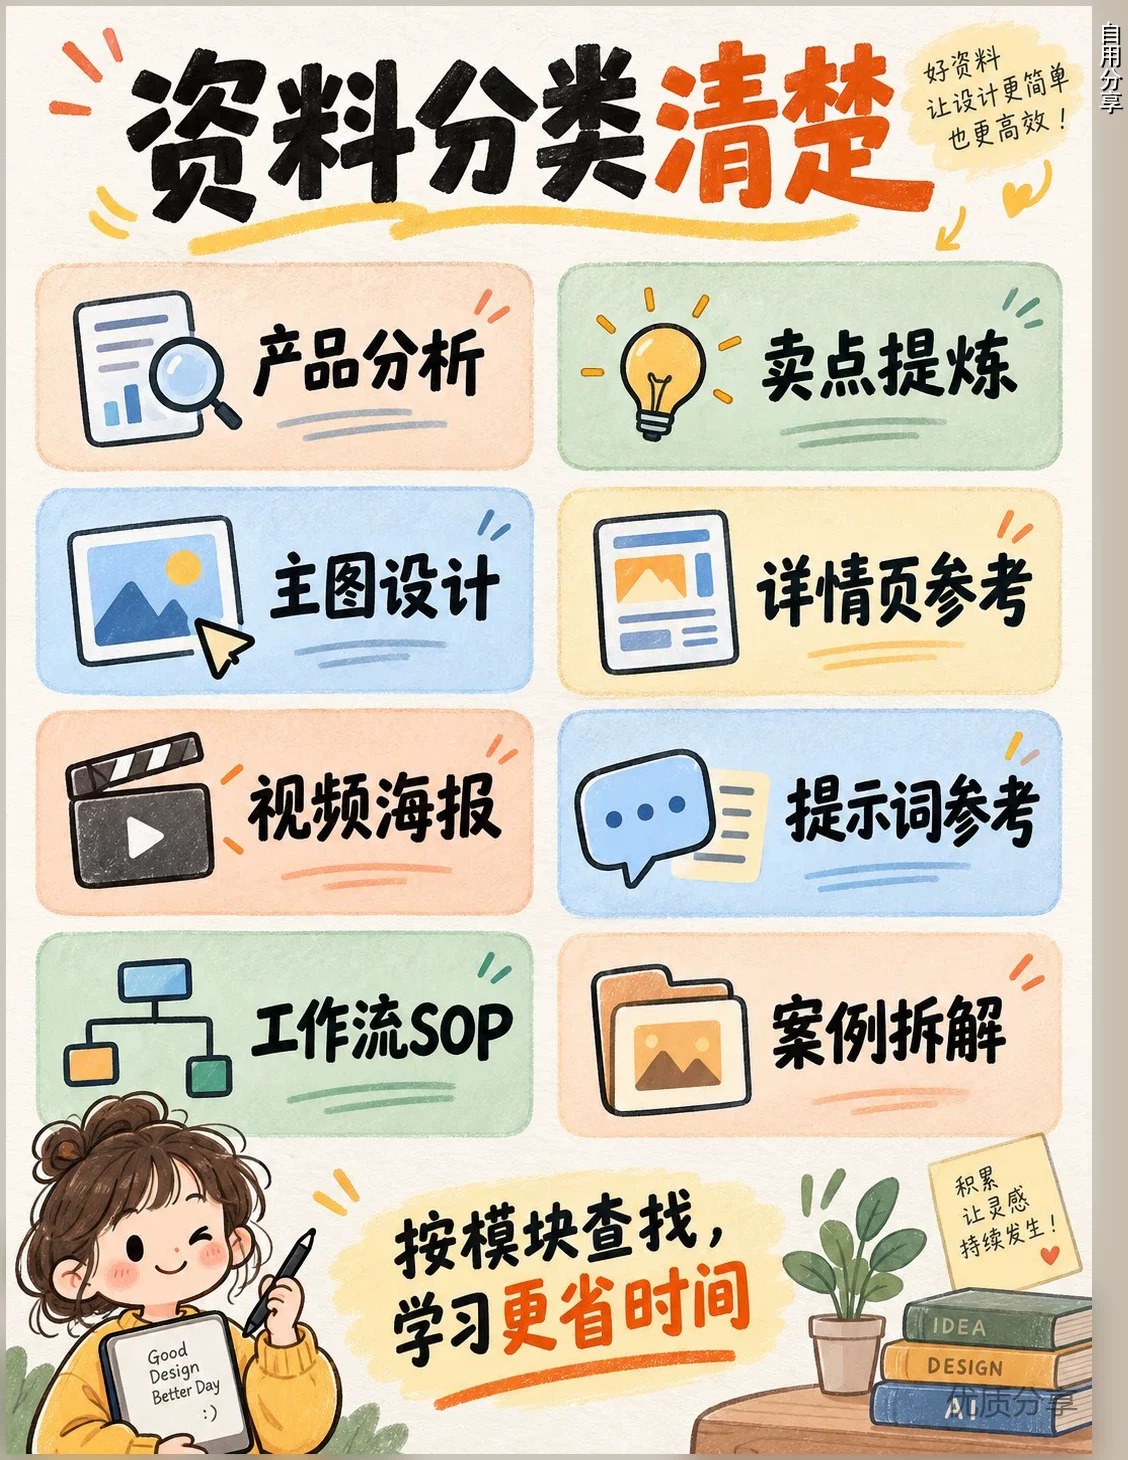 资料分类清楚
好资料
让设计更简单
也更高效！
自用分享
产品分析
卖点提炼
主图设计
详情页参考
视频海报
提示词参考
工作流SOP
案例拆解
按模块查找，
学习更省时间
积累
让灵感
持续发生！
Good
Design
Better Day
:)
IDEA
DESIGN
AI
优质分享